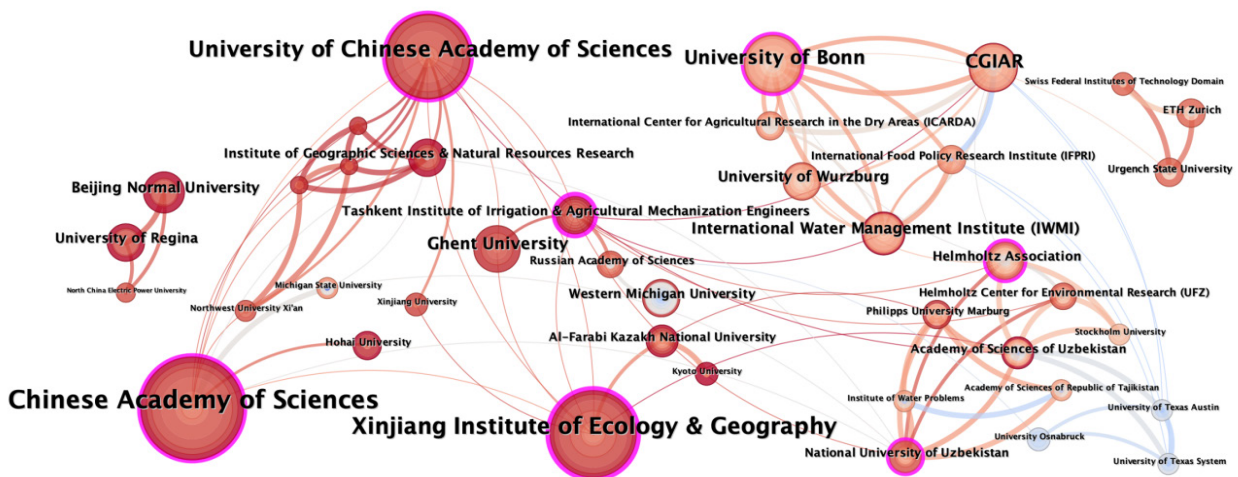 University of Chinese Academy of Sciences
University of Bonn
CGIAR
Swiss Federal Institutes of Technology Domain
ETH Zurich
International Center for Agricultural Research in the Dry Areas (ICARDA)
Institute of Geographic Sciences & Natural Resources Research
International Food Policy Research Institute (IFPRI)
Urgench State University
University of Wurzburg
Beijing Normal University
Tashkent Institute of Irrigation & Agricultural Mechanization Engineers
International Water Management Institute (IWMI)
University of Regina
Ghent University
Russian Academy of Sciences
Helmholtz Association
Michigan State University
North China Electric Power University
Western Michigan University
Helmholtz Center for Environmental Research (UFZ)
Xinjiang University
Northwest University Xi'an
Philipps University Marburg
Stockholm University
Al-Farabi Kazakh National University
Hohai University
Academy of Sciences of Uzbekistan
Kyoto University
Academy of Sciences of Republic of Tajikistan
Chinese Academy of Sciences
Institute of Water Problems
University of Texas Austin
Xinjiang Institute of Ecology & Geography
University Osnabruck
National University of Uzbekistan
University of Texas System